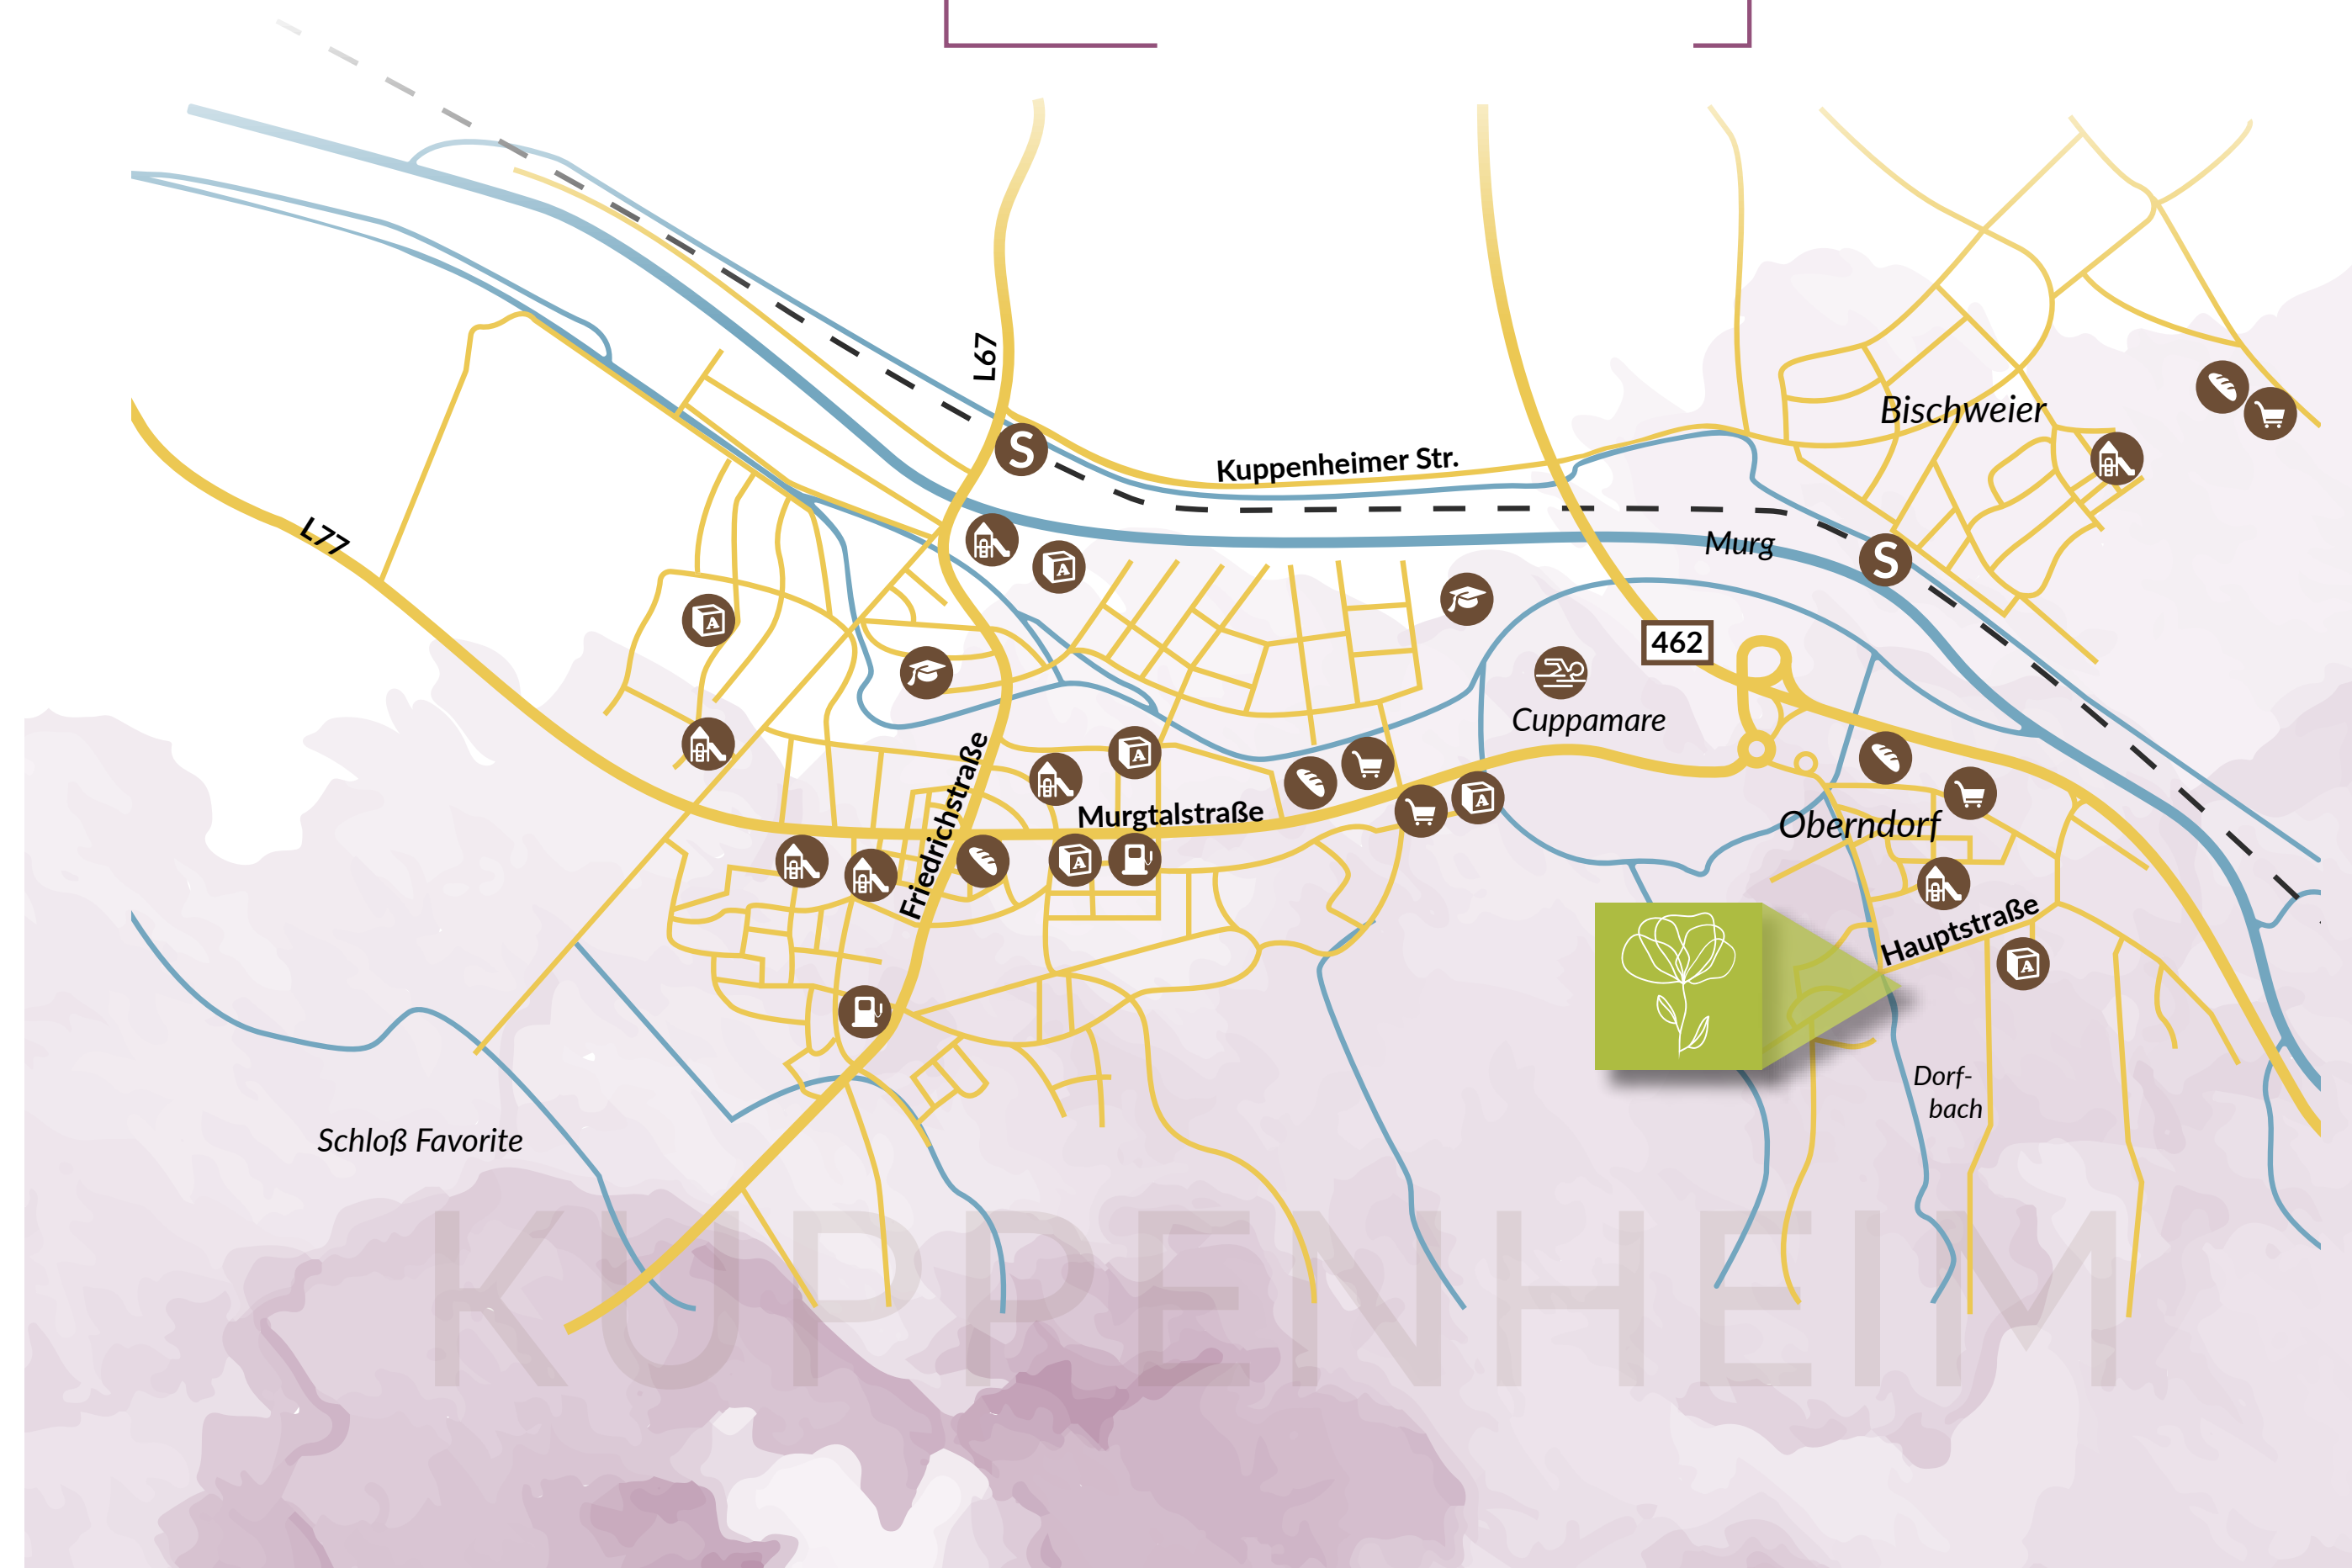 L67
Kuppenheimer Str.
Bischweier
S
S
L77
Murg
A
A
462
Cuppamare
A
Friedrichstraße
Murgtalstraße
A
A
Oberndorf
Hauptstraße
A
Dorf-
bach
Schloß Favorite
KUPPENHEIM